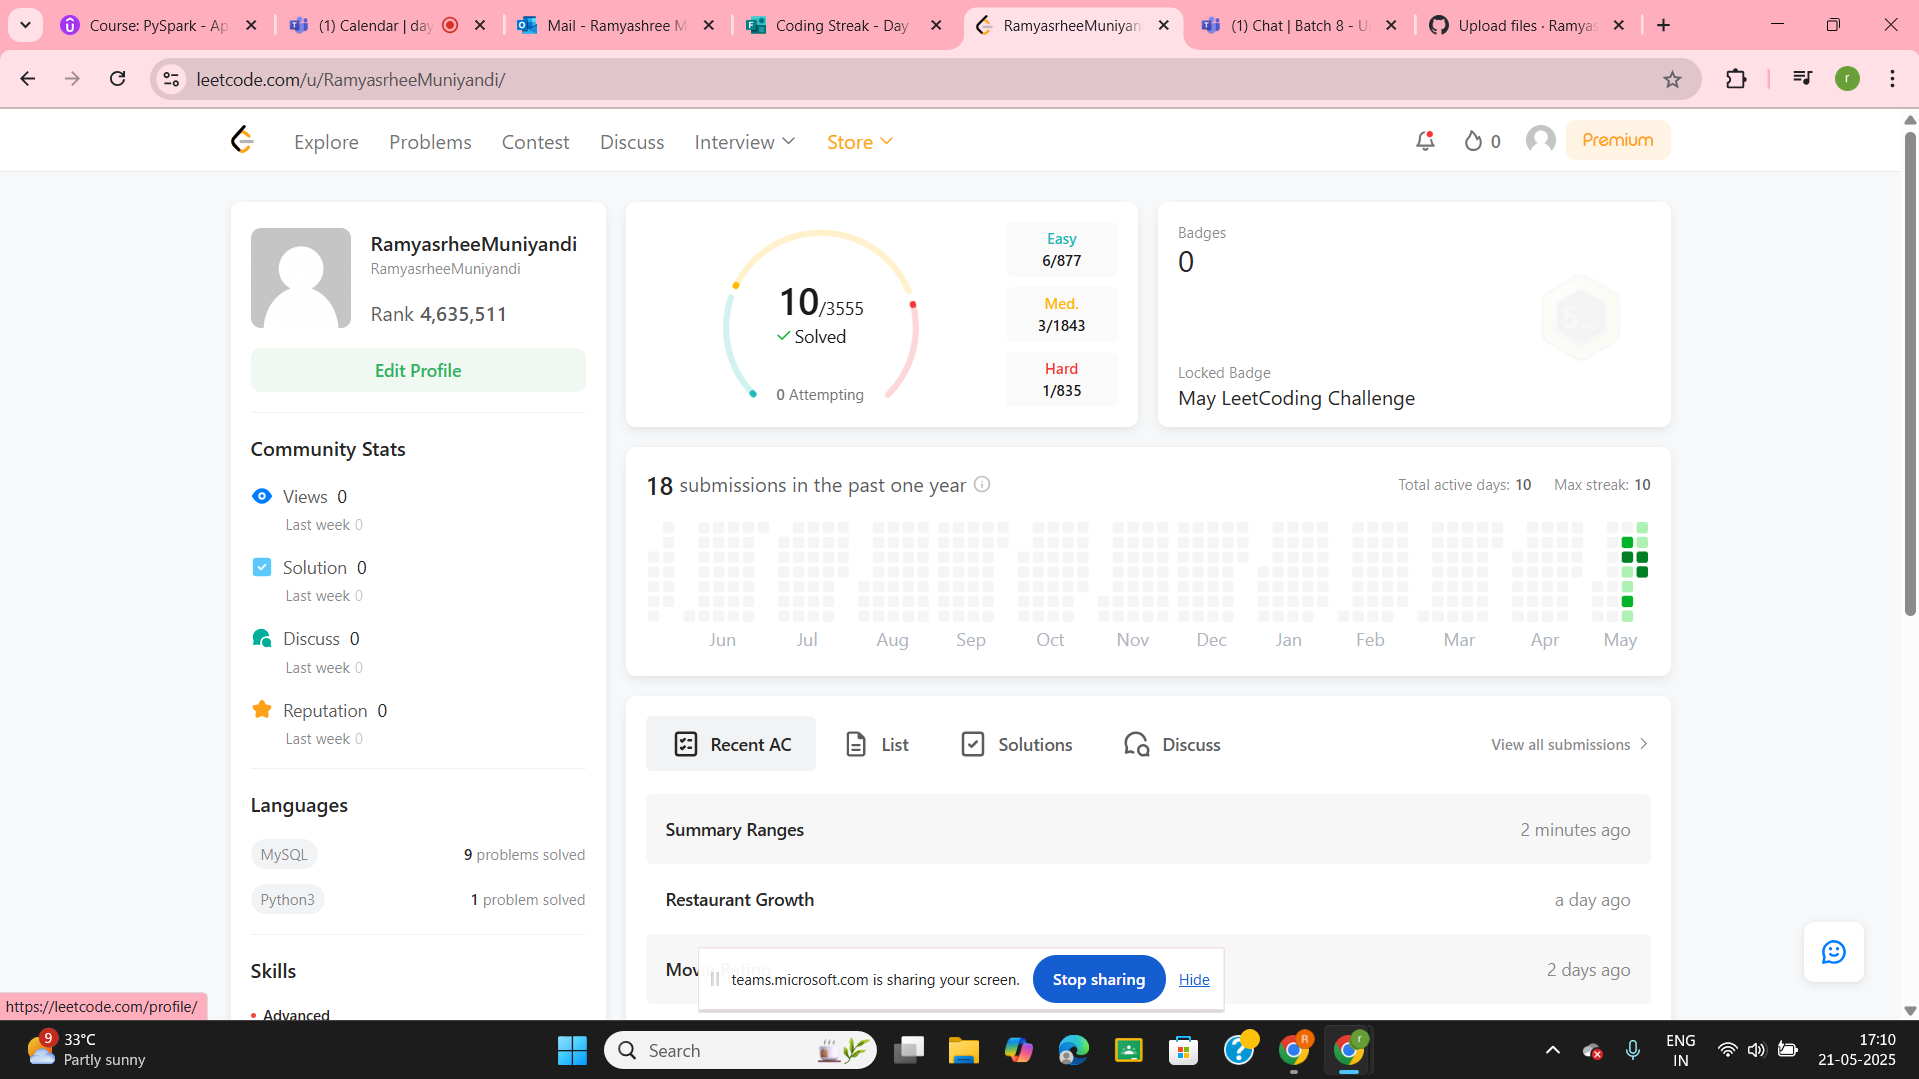 Course: PySpark - Ap
(1) Calendar | day
Mail - Ramyashree M
Coding Streak - Day
RamyasrheeMuniyan
(1) Chat | Batch 8 - U
Upload files · Ramyas
leetcode.com/u/RamyasrheeMuniyandi/
r
Explore
Problems
Contest
Discuss
Interview
Store
0
Premium
RamyasrheeMuniyandi
RamyasrheeMuniyandi
Rank 4,635,511
Edit Profile
Community Stats
Views 0
Last week 0
Solution 0
Last week 0
Discuss 0
Last week 0
Reputation 0
Last week 0
Languages
MySQL
9 problems solved
Python3
1 problem solved
Skills
Advanced
10/3555
Solved
0 Attempting
Easy
6/877
Med.
3/1843
Hard
1/835
Badges
0
Locked Badge
May LeetCoding Challenge
18 submissions in the past one year
Total active days: 10
Max streak: 10
Jun
Jul
Aug
Sep
Oct
Nov
Dec
Jan
Feb
Mar
Apr
May
Recent AC
List
Solutions
Discuss
View all submissions
Summary Ranges
2 minutes ago
Restaurant Growth
a day ago
2 days ago
teams.microsoft.com is sharing your screen.
Stop sharing
Hide
https://leetcode.com/profile/
9
33°C
Partly sunny
Search
R
r
ENG
IN
17:10
21-05-2025